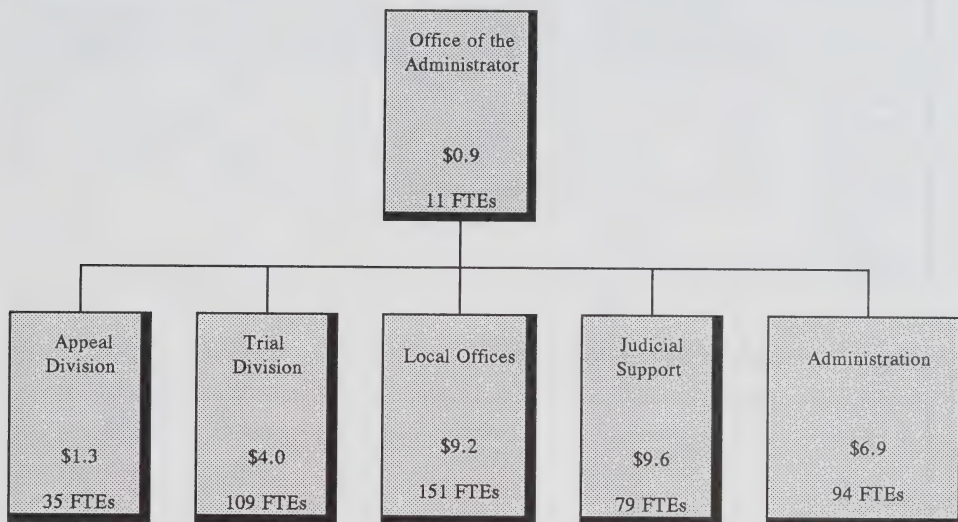 Office of the
Administrator
$0.9
11 FTEs
Appeal
Division
$1.3
35 FTEs
Trial
Division
$4.0
109 FTEs
Local Offices
$9.2
151 FTEs
Judicial
Support
$9.6
79 FTEs
Administration
$6.9
94 FTEs